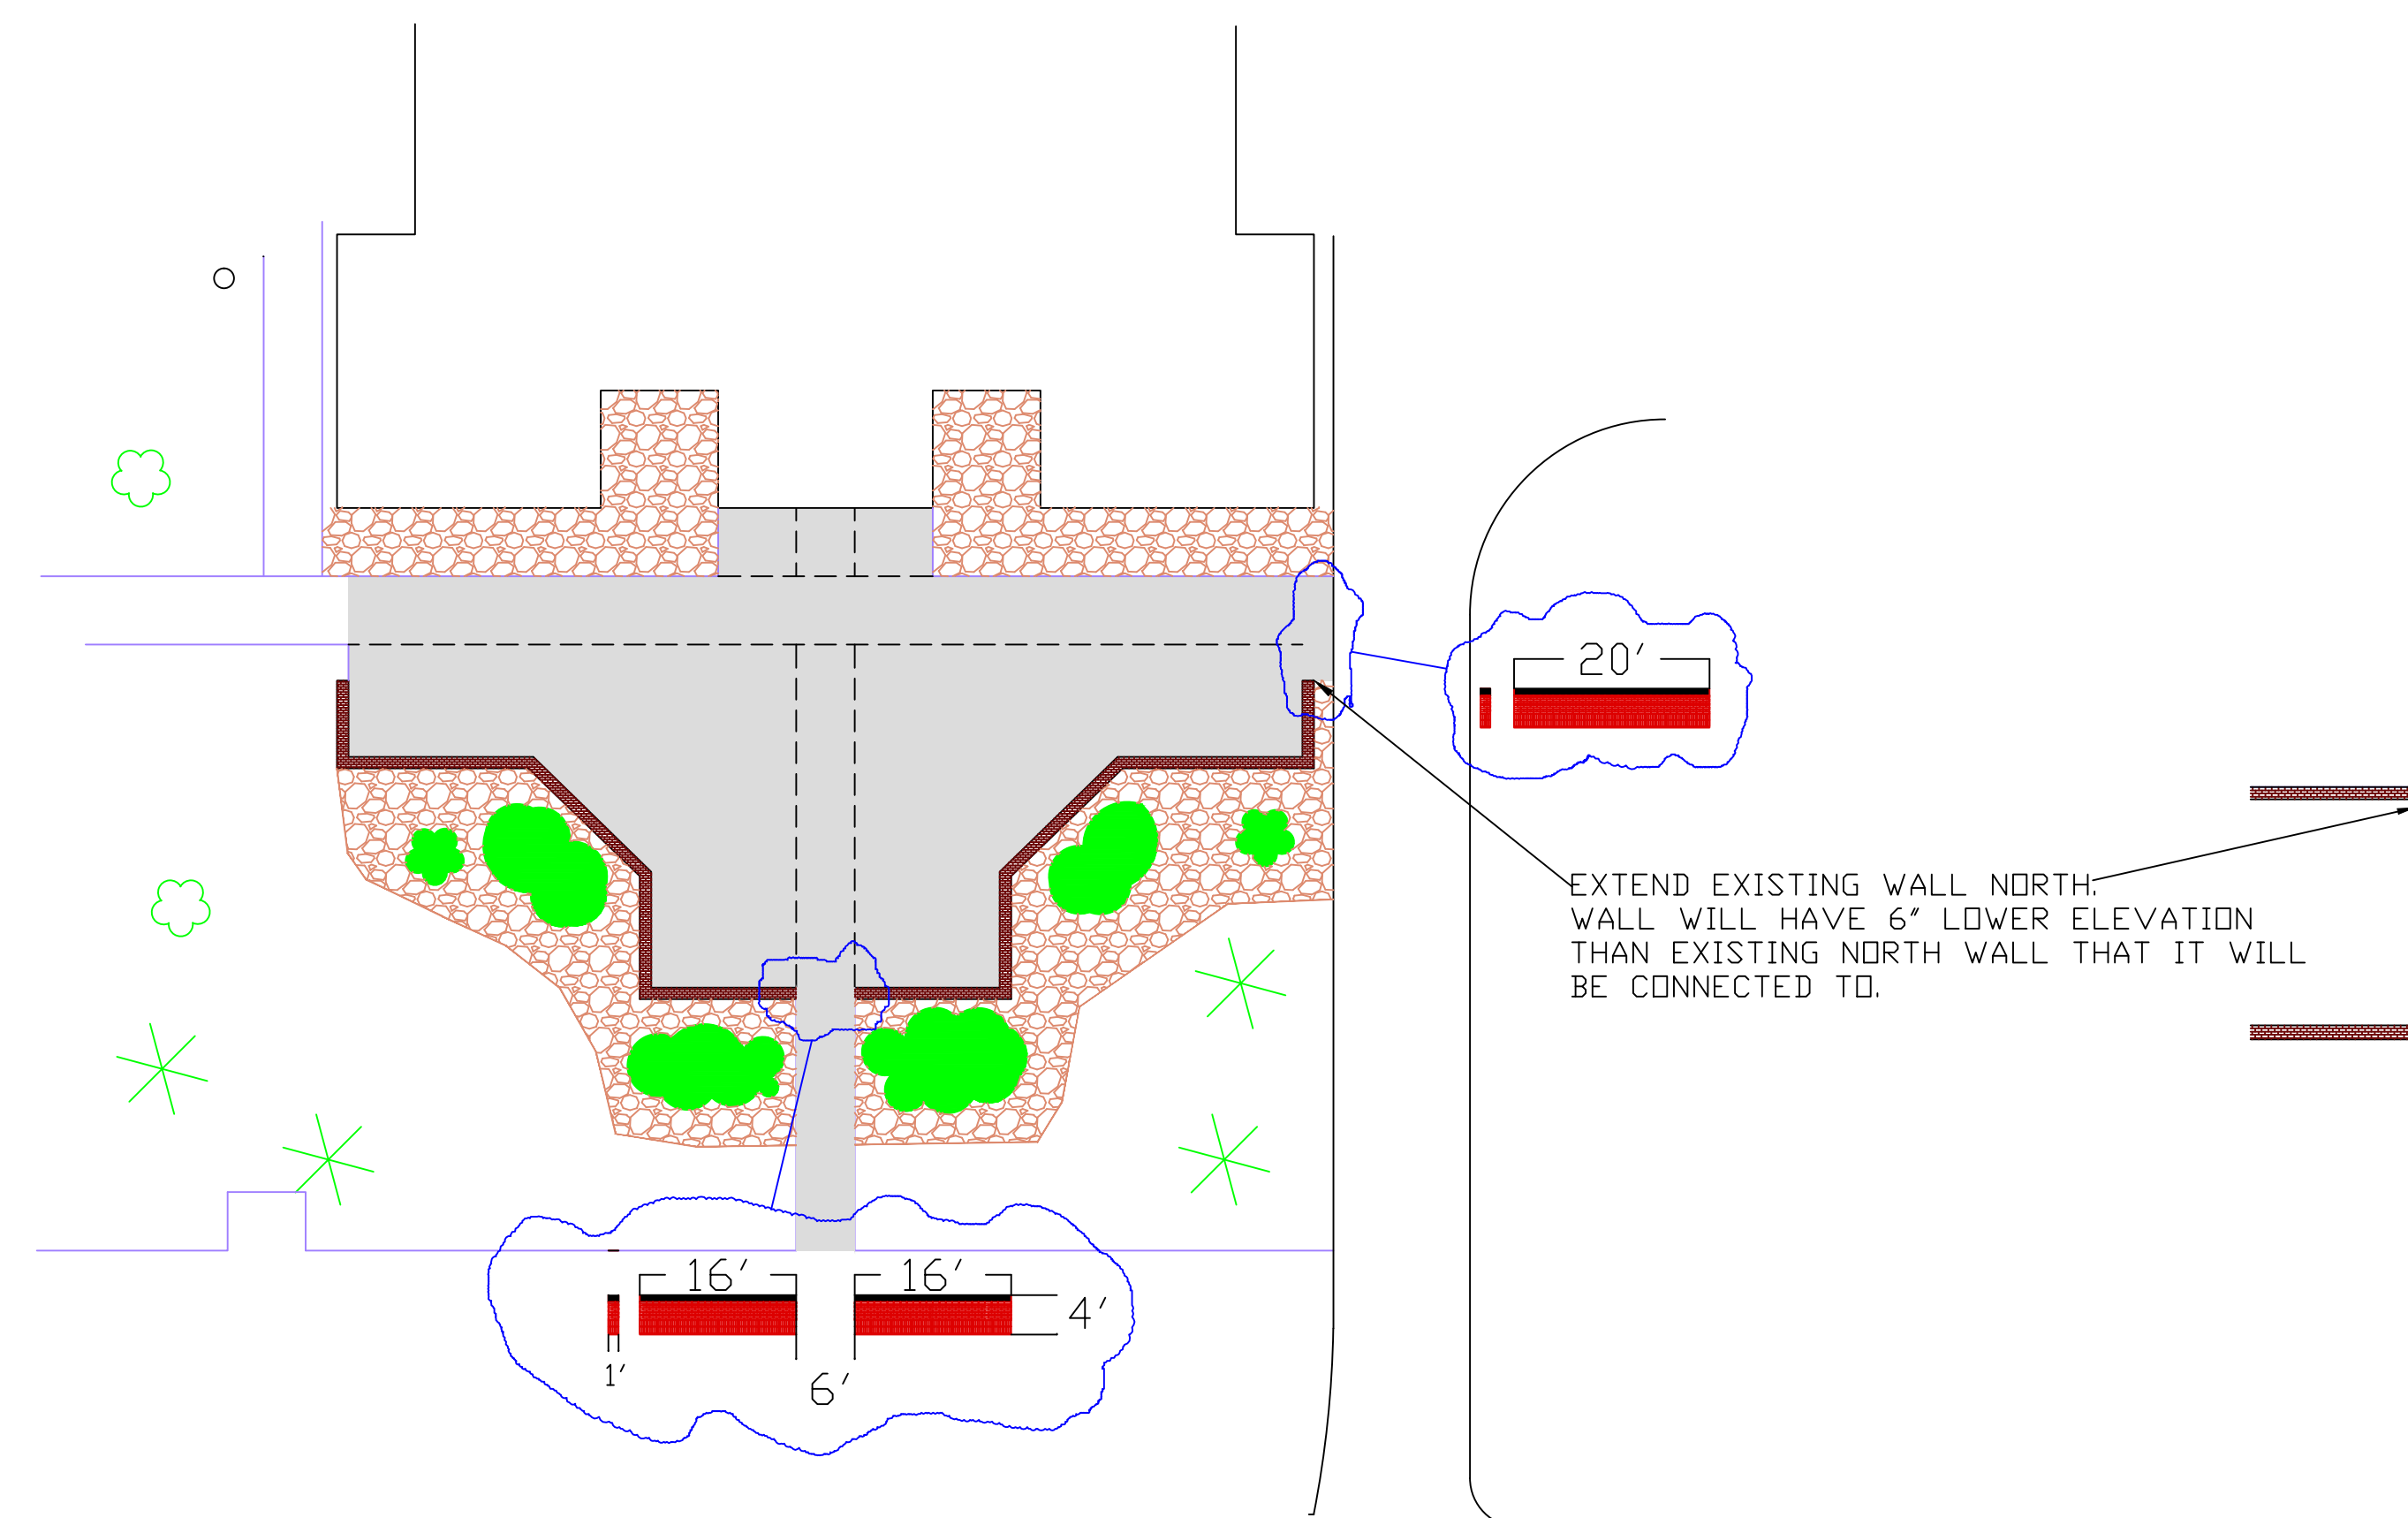 20'
EXTEND EXISTING WALL NORTH.
WALL WILL HAVE 6" LOWER ELEVATION
THAN EXISTING NORTH WALL THAT IT WILL
BE CONNECTED TO.
16' 16'
4'
1'
6'